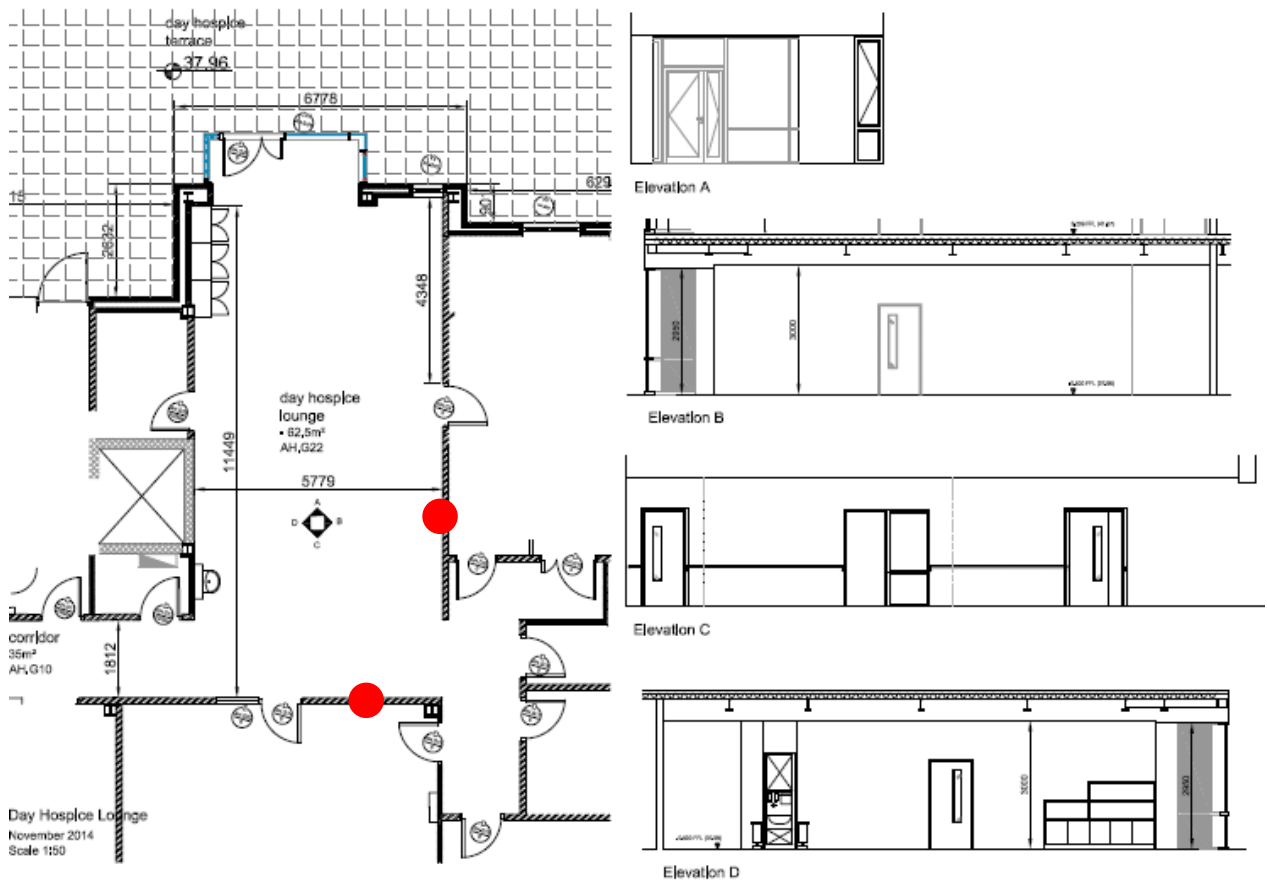 day hospice
terrace
37.96
6778
629
15
901
2632
4348
day hospice
lounge
- 62,5m²
AH,G22
11449
5779
A
D B
C
corridor
35m²
AH,G10
1812
Day Hospice Lounge
November 2014
Scale 1:50
Elevation A
2950
3000
Elevation B
Elevation C
3000
2950
Elevation D